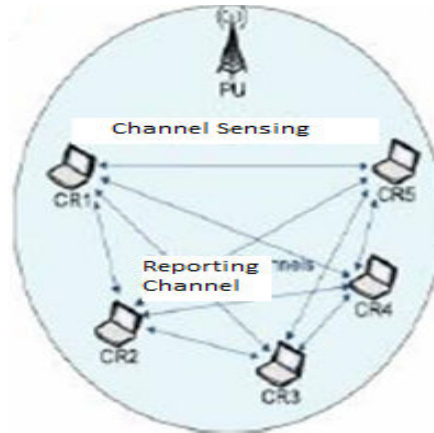 PU
Channel Sensing
CR1
CR5
Reporting
Channel
CR4
CR2
CR3